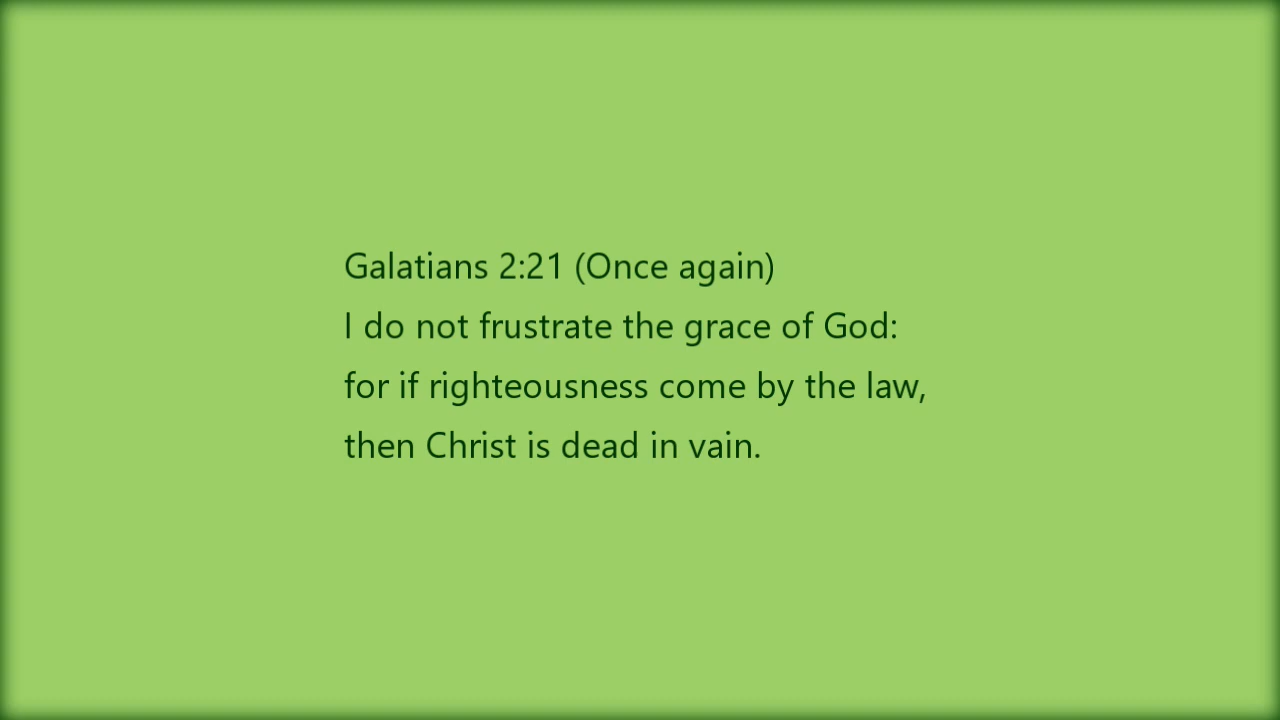 Galatians 2:21 (Once again)
I do not frustrate the grace of God:
for if righteousness come by the law,
then Christ is dead in vain.